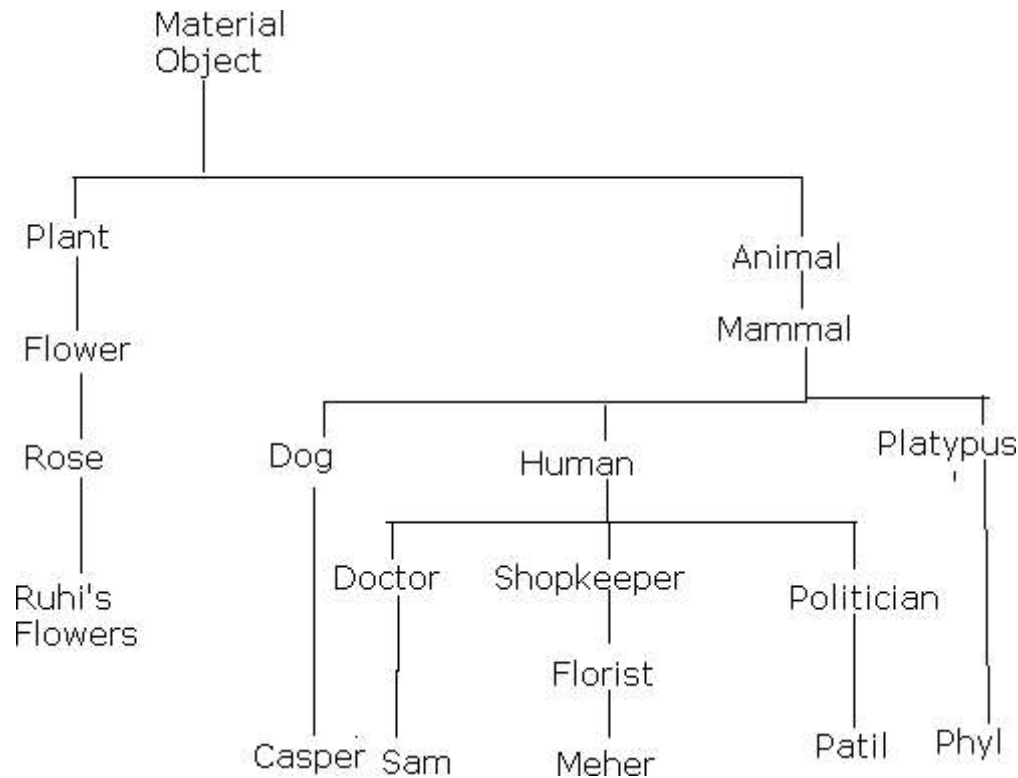 Material
Object
Plant
Animal
Mammal
Flower
Rose
Dog
Human
Platypus
Doctor
Shopkeeper
Politician
Ruhi's
Flowers
Florist
Casper
Sam
Meher
Patil
Phyl